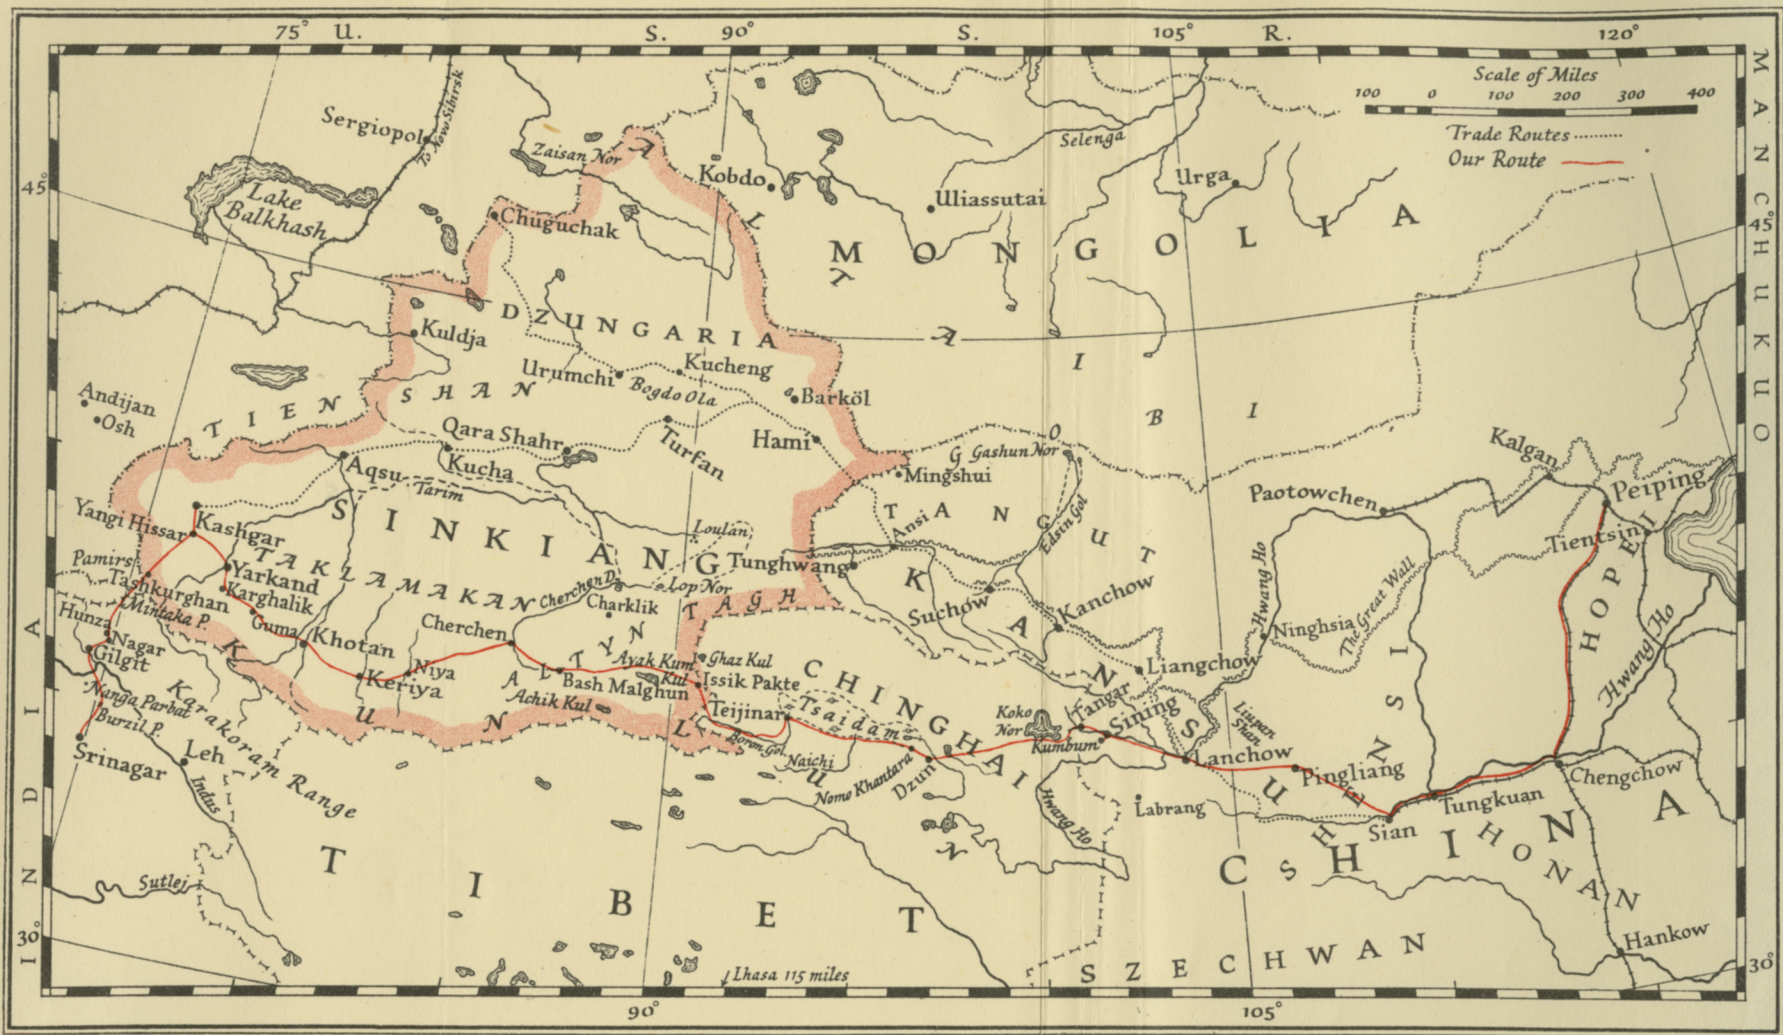 75° U. S. 90° S. 105° R. 120°
MANCHUKUO
Scale of Miles
100 0 100 200 300 400
Trade Routes
Our Route
Sergiopol
To Novo Sibirsk
Zaisan Nor
Selenga
45°
Lake
Balkhash
Kobdo
Uliassutai
Urga
Chuguchak
ALTAI
MONGOLIA
45°
DZUNGARIA
Kuldja
Urumchi
Kucheng
Bogdo Ola
Barköl
TIEN SHAN
Andijan
Osh
GOBI
Qara Shahr
Turfan
Hami
Aqsu
Kucha
Tarim
Mingshui
Gashun Nor
Kalgan
Peiping
Paotowchen
Tientsin
Yangi Hissar
Kashgar
SINKIANG
Loulan
Ansi
TANGUT
Edsin Gol
Pamirs
Tashkurghan
Yarkand
Karghalik
TAKLAMAKAN
Tunghwang
Cherchen D.
Lop Nor
Charklik
ALTYN TAGH
Suchow
Kanchow
KANSU
Hwang Ho
The Great Wall
HOPEI
Hwang Ho
Hunza
Mintaka P.
Nagar
Gilgit
Guma
Khotan
Cherchen
Niya
Keriya
Ninghsia
Liangchow
Ayak Kum
Kul
Ghaz Kul
Bash Malghun
Issik Pakte
Achik Kul
CHINGHAI
Nanga Parbat
Burzil P.
Karakoram Range
KUNLUN
Teijinar
Tsaidam
Boron Gol
Naichi
Koko
Nor
Tangar
Sining
Kumbum
Liupan
Shan
Lanchow
Pingliang
SHENSI
Srinagar
Leh
Indus
Nomo Khantara
Dzun
Hwang Ho
Labrang
Sian
Tungkuan
Chengchow
CHINA
HONAN
INDIA
TIBET
Sutlej
Hankow
SZECHWAN
Lhasa 115 miles
30°
30°
90° 105°